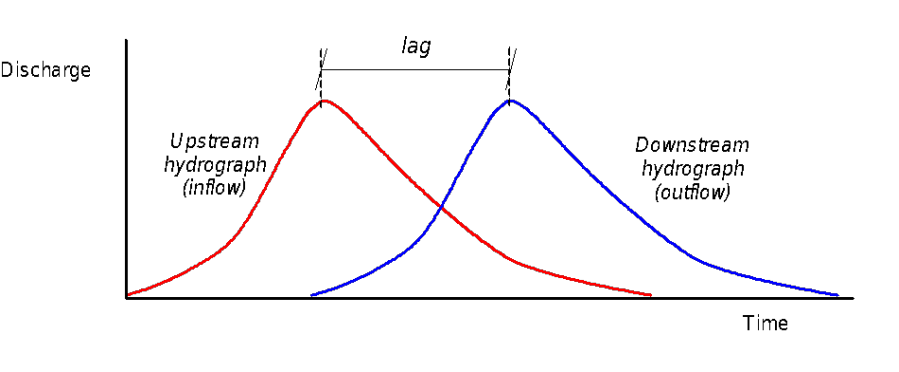 lag
Discharge
Upstream
hydrograph
(inflow)
Downstream
hydrograph
(outflow)
Time